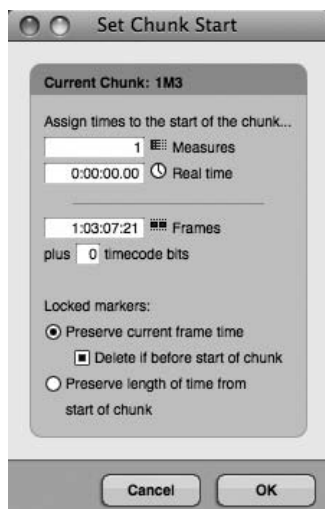 Set Chunk Start
Current Chunk: 1M3
Assign times to the start of the chunk...
1 Measures
0:00:00.00 Real time
1:03:07:21 Frames
plus 0 timecode bits
Locked markers:
Preserve current frame time
Delete if before start of chunk
Preserve length of time from
start of chunk
Cancel OK